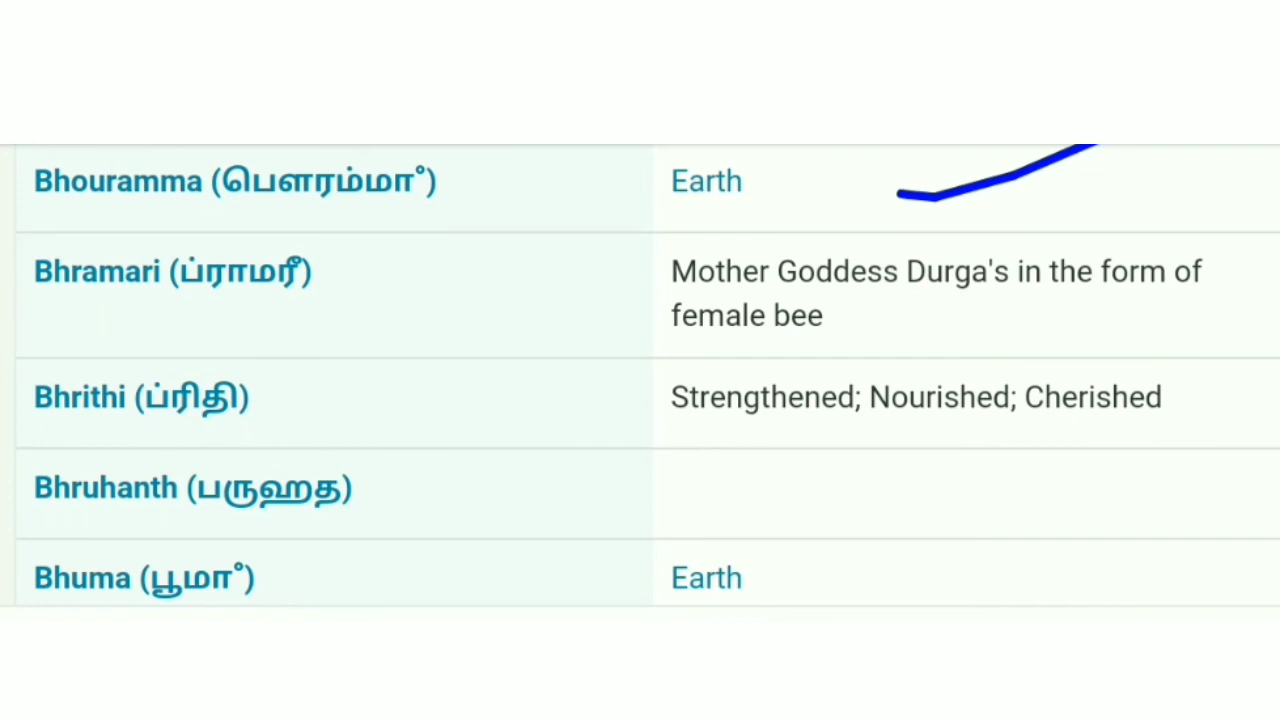 Bhouramma (பௌரம்மாˆ) Earth
Bhramari (ப்ராமரீ) Mother Goddess Durga's in the form of
female bee
Bhrithi (ப்ரிதி) Strengthened; Nourished; Cherished
Bhruhanth (பருஹத)
Bhuma (பூமாˆ) Earth